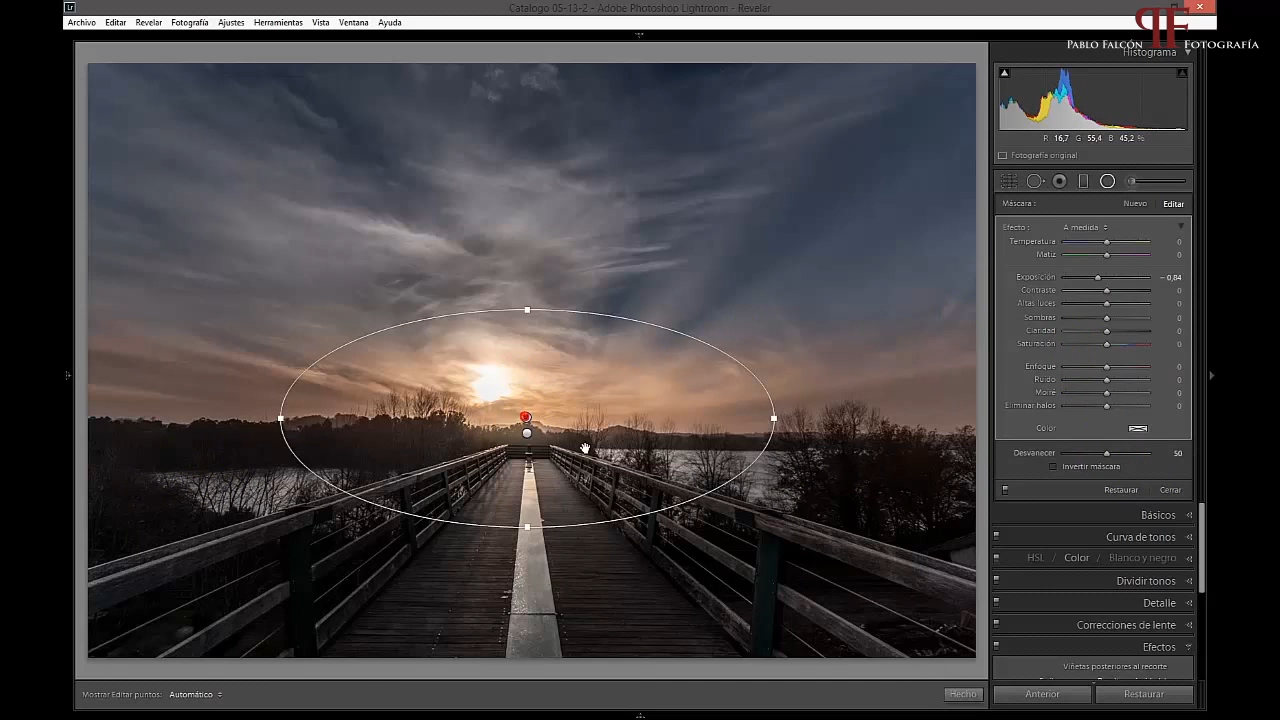 Lr
Catalogo 05-13-2 - Adobe Photoshop Lightroom - Revelar
Archivo Editar Revelar Fotografía Ajustes Herramientas Vista Ventana Ayuda
PABLO FALCÓN FOTOGRAFÍA
Histograma
R 16,7 G 55,4 B 45,2 %
Fotografía original
Máscara : Nuevo Editar
Efecto : A medida
Temperatura 0
Matiz 0
Exposición - 0,84
Contraste 0
Altas luces 0
Sombras 0
Claridad 0
Saturación 0
Enfoque 0
Ruido 0
Moiré 0
Eliminar halos 0
Color
Desvanecer 50
Invertir máscara
Restaurar Cerrar
Básicos
Curva de tonos
HSL / Color / Blanco y negro
Dividir tonos
Detalle
Correcciones de lente
Efectos
Viñetas posteriores al recorte
Mostrar Editar puntos: Automático Hecho
Anterior Restaurar